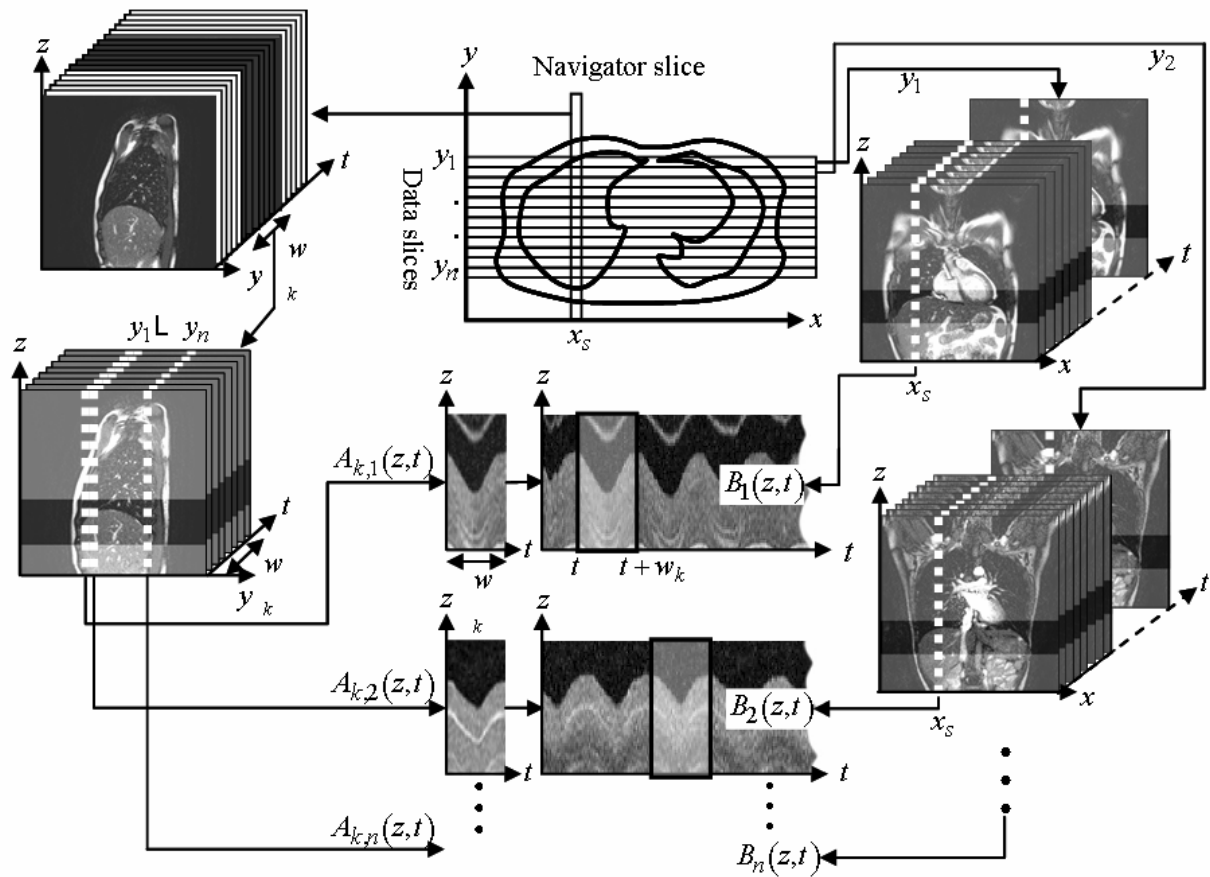 z
t
w
k
y
y
Navigator slice
y₁
.
.
yₙ
Data slices
xₛ
x
y₁
y₂
z
t
x
xₛ
y₁L yₙ
z
t
w
y k
Aₖ,₁(z,t)
z
t
w
z
B₁(z,t)
t
t + wₖ
t
z
t
x
xₛ
Aₖ,₂(z,t)
z
k
t
z
B₂(z,t)
t
Aₖ,ₙ(z,t)
Bₙ(z,t)